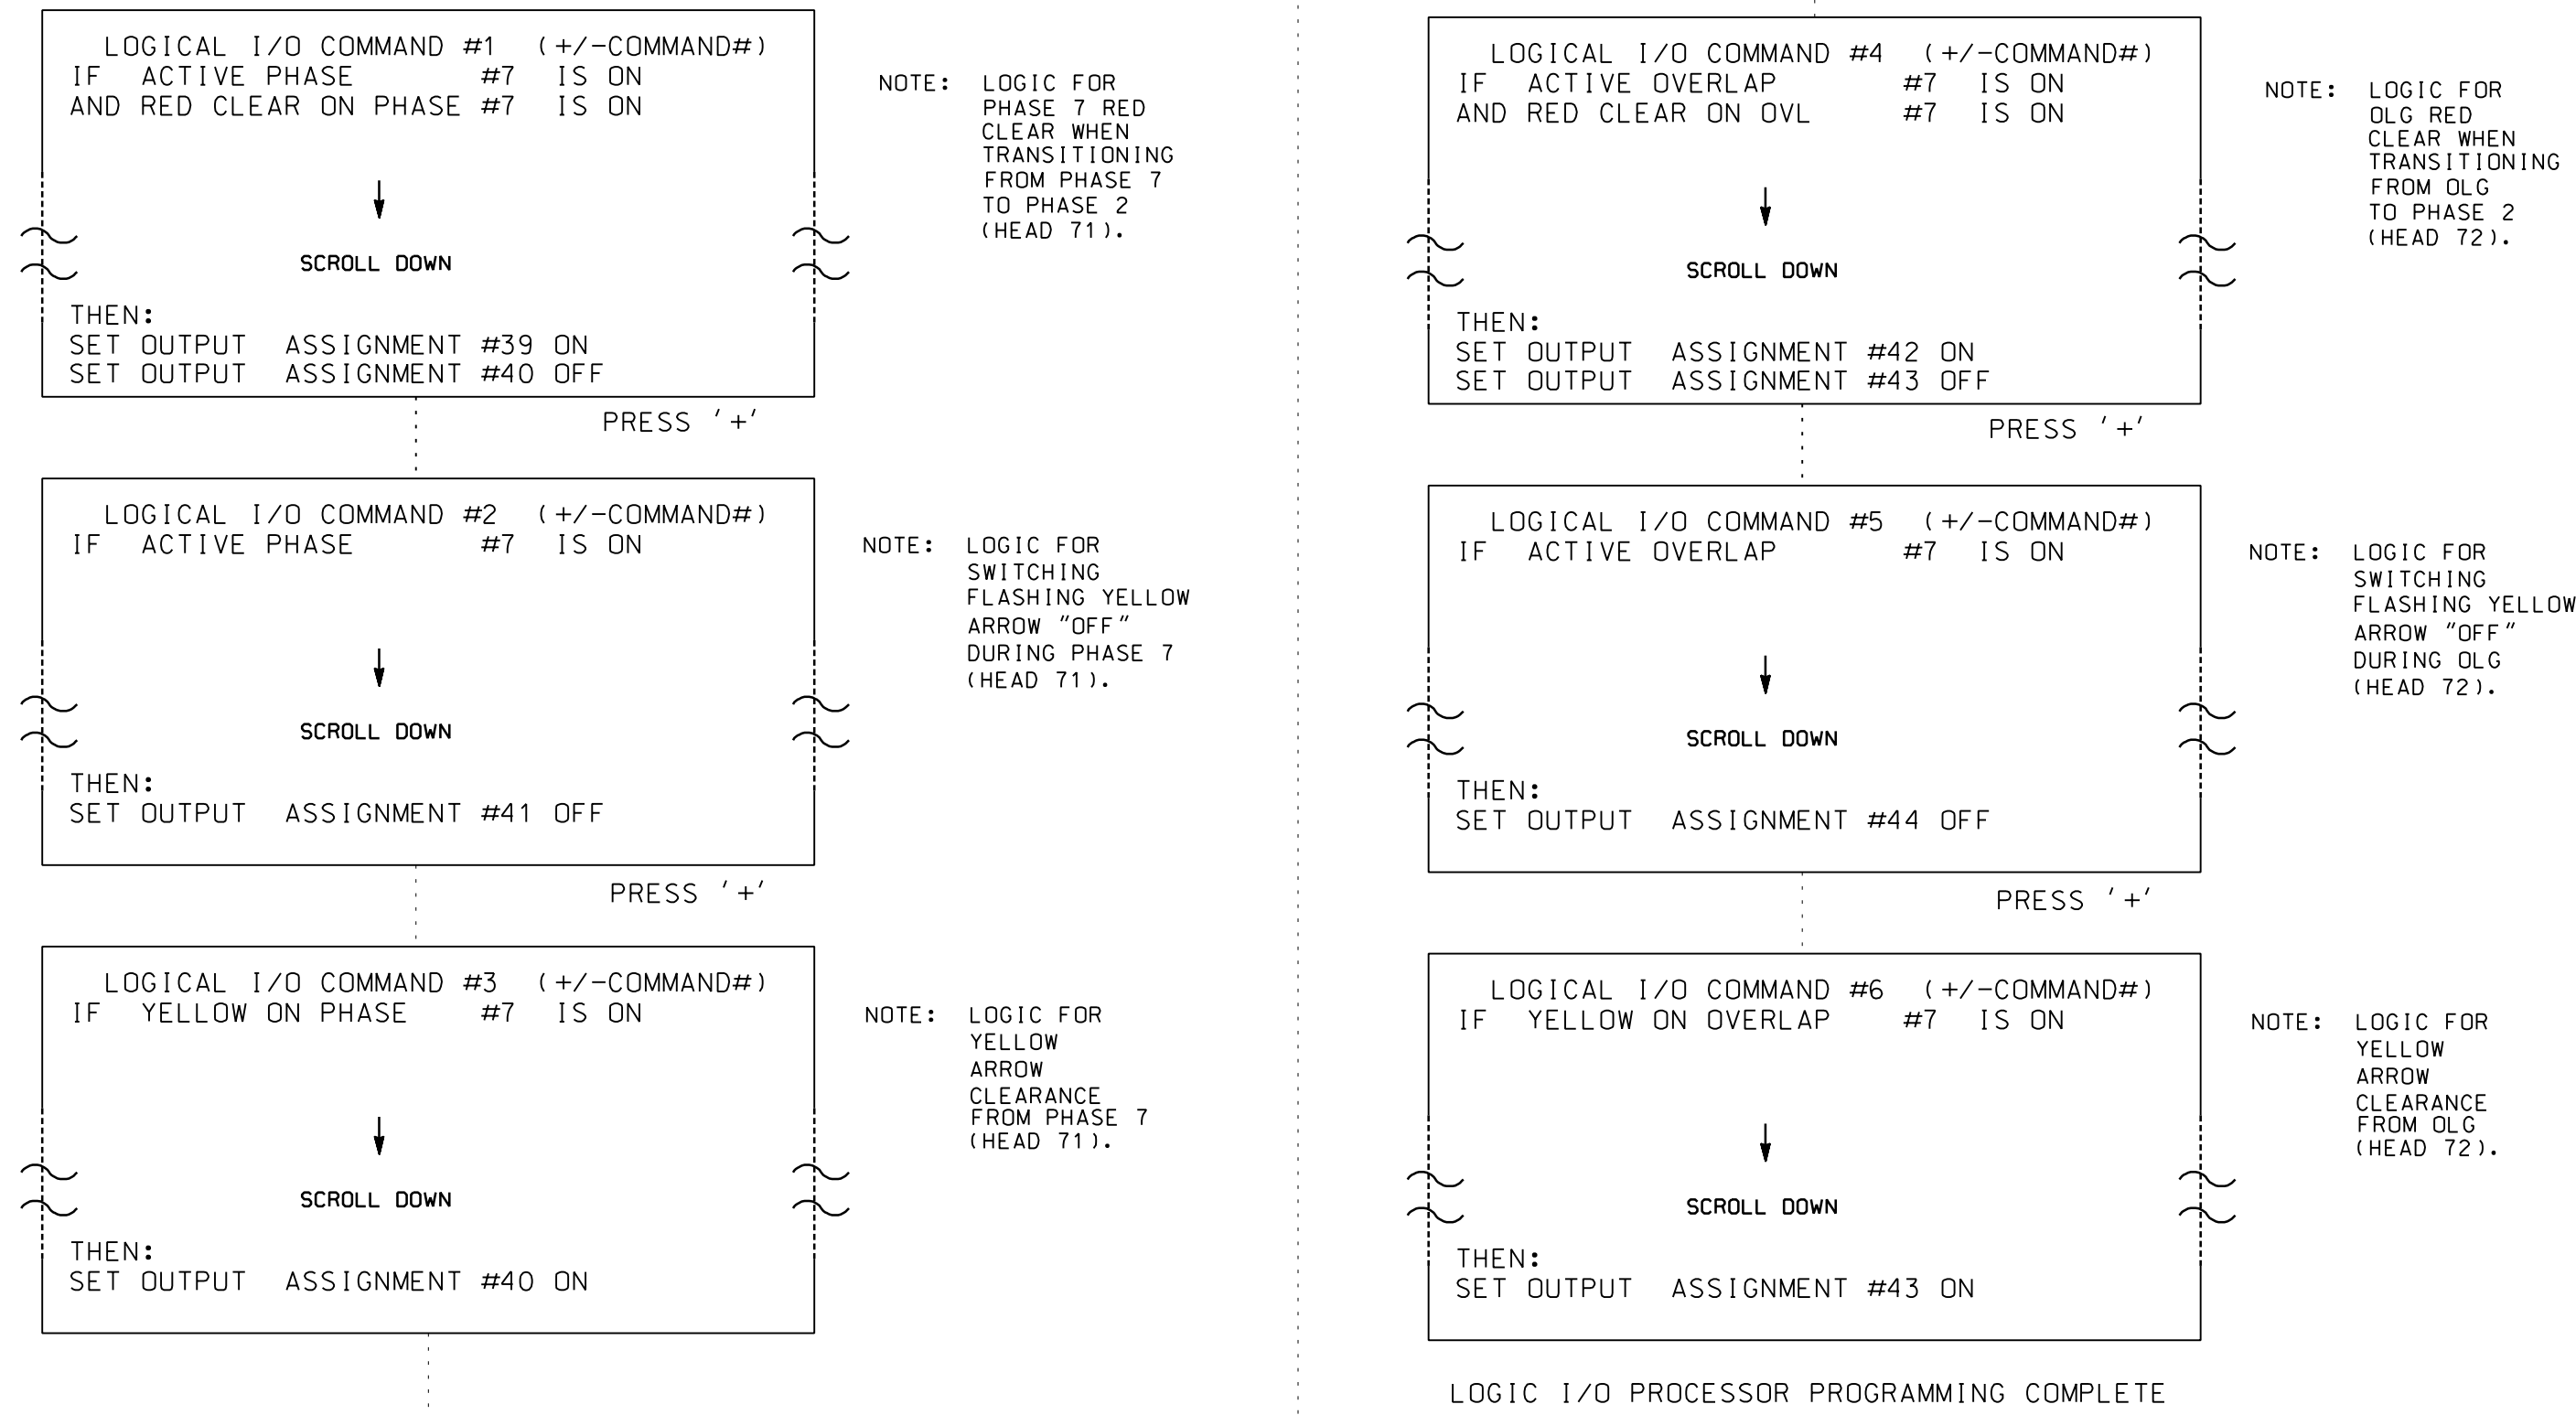 LOGICAL I/O COMMAND #1 (+/-COMMAND#)
IF ACTIVE PHASE #7 IS ON
AND RED CLEAR ON PHASE #7 IS ON
SCROLL DOWN
THEN:
SET OUTPUT ASSIGNMENT #39 ON
SET OUTPUT ASSIGNMENT #40 OFF
NOTE: LOGIC FOR
PHASE 7 RED
CLEAR WHEN
TRANSITIONING
FROM PHASE 7
TO PHASE 2
(HEAD 71).
PRESS '+'
LOGICAL I/O COMMAND #2 (+/-COMMAND#)
IF ACTIVE PHASE #7 IS ON
SCROLL DOWN
THEN:
SET OUTPUT ASSIGNMENT #41 OFF
NOTE: LOGIC FOR
SWITCHING
FLASHING YELLOW
ARROW "OFF"
DURING PHASE 7
(HEAD 71).
PRESS '+'
LOGICAL I/O COMMAND #3 (+/-COMMAND#)
IF YELLOW ON PHASE #7 IS ON
SCROLL DOWN
THEN:
SET OUTPUT ASSIGNMENT #40 ON
NOTE: LOGIC FOR
YELLOW
ARROW
CLEARANCE
FROM PHASE 7
(HEAD 71).
LOGICAL I/O COMMAND #4 (+/-COMMAND#)
IF ACTIVE OVERLAP #7 IS ON
AND RED CLEAR ON OVL #7 IS ON
SCROLL DOWN
THEN:
SET OUTPUT ASSIGNMENT #42 ON
SET OUTPUT ASSIGNMENT #43 OFF
NOTE: LOGIC FOR
OLG RED
CLEAR WHEN
TRANSITIONING
FROM OLG
TO PHASE 2
(HEAD 72).
PRESS '+'
LOGICAL I/O COMMAND #5 (+/-COMMAND#)
IF ACTIVE OVERLAP #7 IS ON
SCROLL DOWN
THEN:
SET OUTPUT ASSIGNMENT #44 OFF
NOTE: LOGIC FOR
SWITCHING
FLASHING YELLOW
ARROW "OFF"
DURING OLG
(HEAD 72).
PRESS '+'
LOGICAL I/O COMMAND #6 (+/-COMMAND#)
IF YELLOW ON OVERLAP #7 IS ON
SCROLL DOWN
THEN:
SET OUTPUT ASSIGNMENT #43 ON
NOTE: LOGIC FOR
YELLOW
ARROW
CLEARANCE
FROM OLG
(HEAD 72).
LOGIC I/O PROCESSOR PROGRAMMING COMPLETE